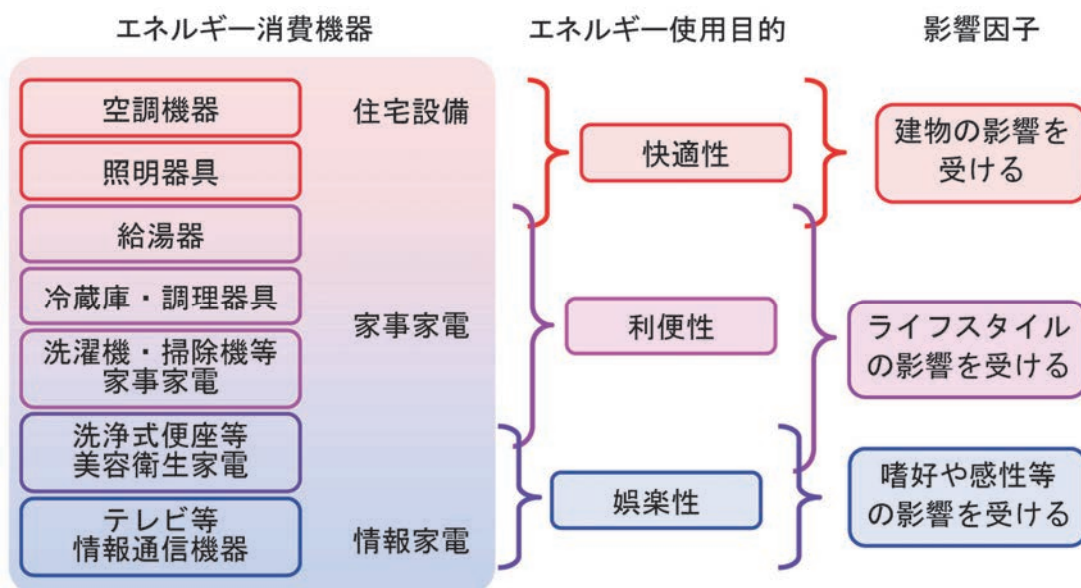 エネルギー消費機器
エネルギー使用目的
影響因子
空調機器
住宅設備
照明器具
給湯器
冷蔵庫・調理器具
洗濯機・掃除機等
家事家電
家事家電
洗浄式便座等
美容衛生家電
テレビ等
情報通信機器
情報家電
快適性
利便性
娯楽性
建物の影響を
受ける
ライフスタイル
の影響を受ける
嗜好や感性等
の影響を受ける